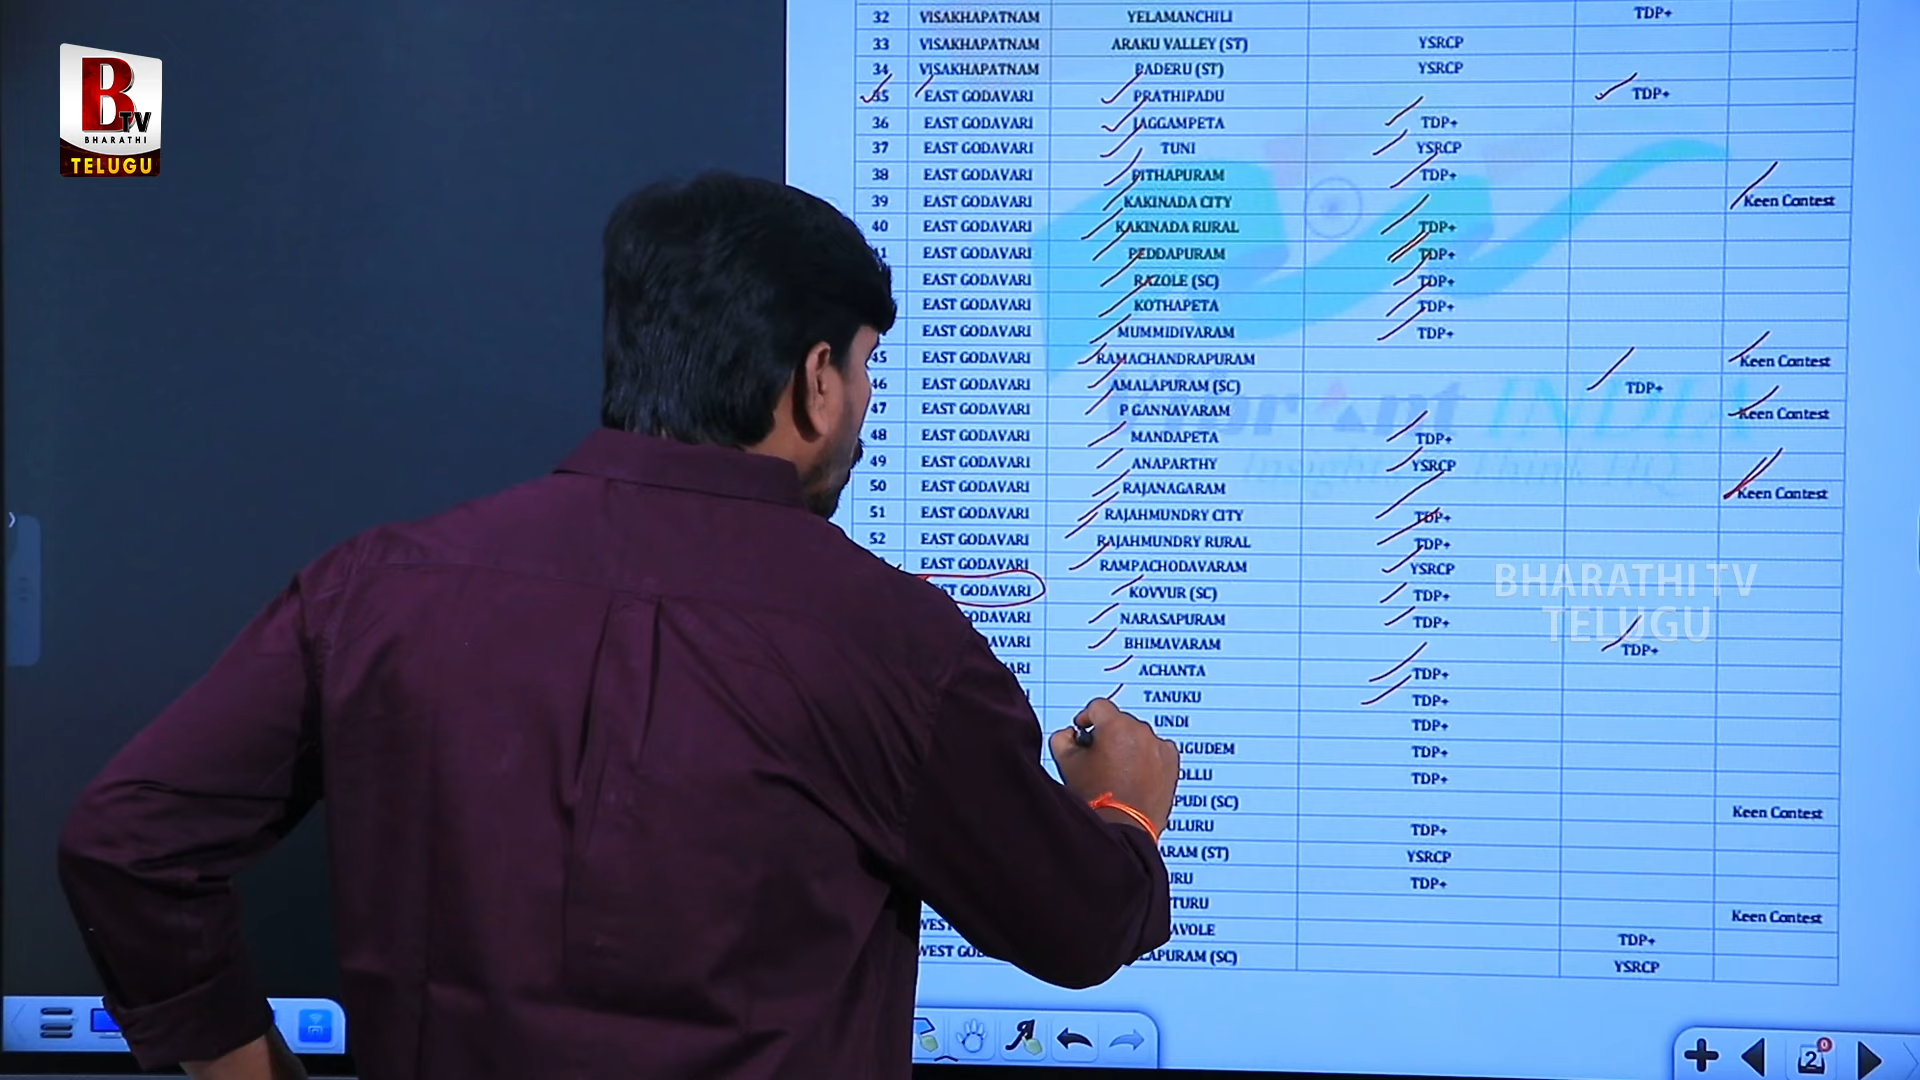 B
TV
BHARATHI
TELUGU
32 VISAKHAPATNAM YELAMANCHILI TDP+
33 VISAKHAPATNAM ARAKU VALLEY (ST) YSRCP
34 VISAKHAPATNAM PADERU (ST) YSRCP
35 EAST GODAVARI PRATHIPADU TDP+
36 EAST GODAVARI JAGGAMPETA TDP+
37 EAST GODAVARI TUNI YSRCP
38 EAST GODAVARI PITHAPURAM TDP+
39 EAST GODAVARI KAKINADA CITY Keen Contest
40 EAST GODAVARI KAKINADA RURAL TDP+
EAST GODAVARI PEDDAPURAM TDP+
EAST GODAVARI RAZOLE (SC) TDP+
EAST GODAVARI KOTHAPETA TDP+
EAST GODAVARI MUMMIDIVARAM TDP+
45 EAST GODAVARI RAMACHANDRAPURAM Keen Contest
46 EAST GODAVARI AMALAPURAM (SC) TDP+
47 EAST GODAVARI P GANNAVARAM Keen Contest
48 EAST GODAVARI MANDAPETA TDP+
49 EAST GODAVARI ANAPARTHY YSRCP
50 EAST GODAVARI RAJANAGARAM Keen Contest
51 EAST GODAVARI RAJAHMUNDRY CITY TDP+
52 EAST GODAVARI RAJAHMUNDRY RURAL TDP+
EAST GODAVARI RAMPACHODAVARAM YSRCP
GODAVARI KOVVUR (SC) TDP+
NARASAPURAM TDP+
BHIMAVARAM TDP+
ACHANTA TDP+
TANUKU TDP+
UNDI TDP+
TDP+
TDP+
(SC) Keen Contest
TDP+
(ST) YSRCP
TDP+
Keen Contest
TDP+
(SC) YSRCP
INDIA
BHARATHI TV
TELUGU
2
0